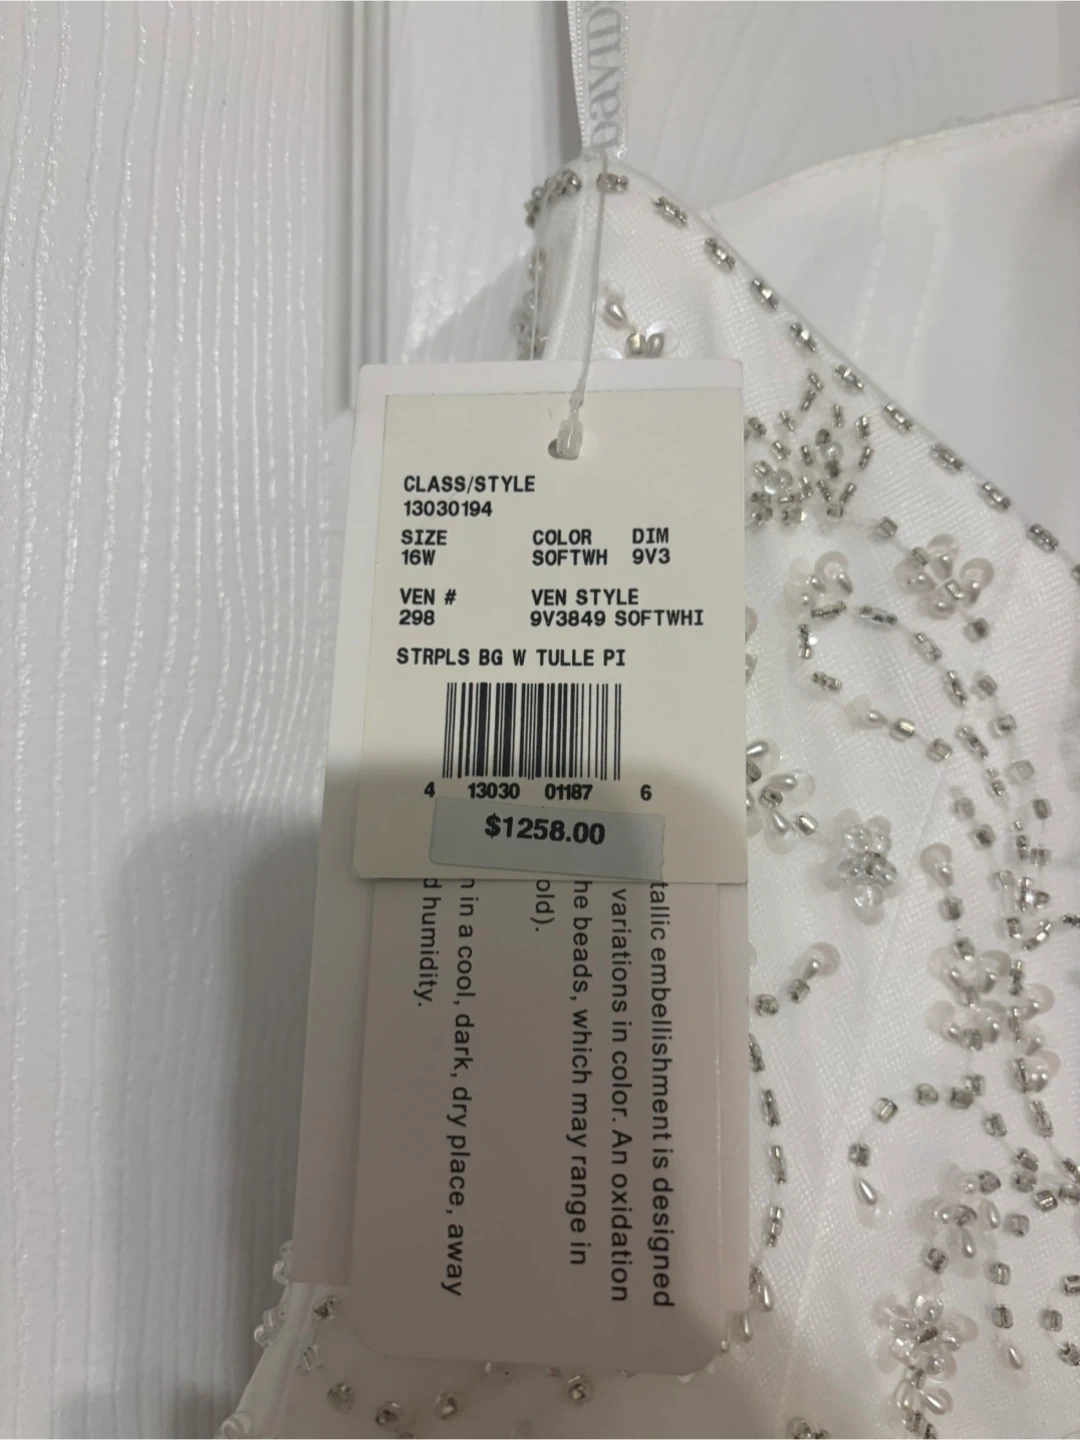 DAVID
CLASS/STYLE
13030194
SIZE COLOR DIM
16W SOFTWH 9V3
VEN # VEN STYLE
298 9V3849 SOFTWHI
STRPLS BG W TULLE PI
4 13030 01187 6
$1258.00
tallic embellishment is designed
variations in color. An oxidation
he beads, which may range in
old).
n in a cool, dark, dry place, away
d humidity.